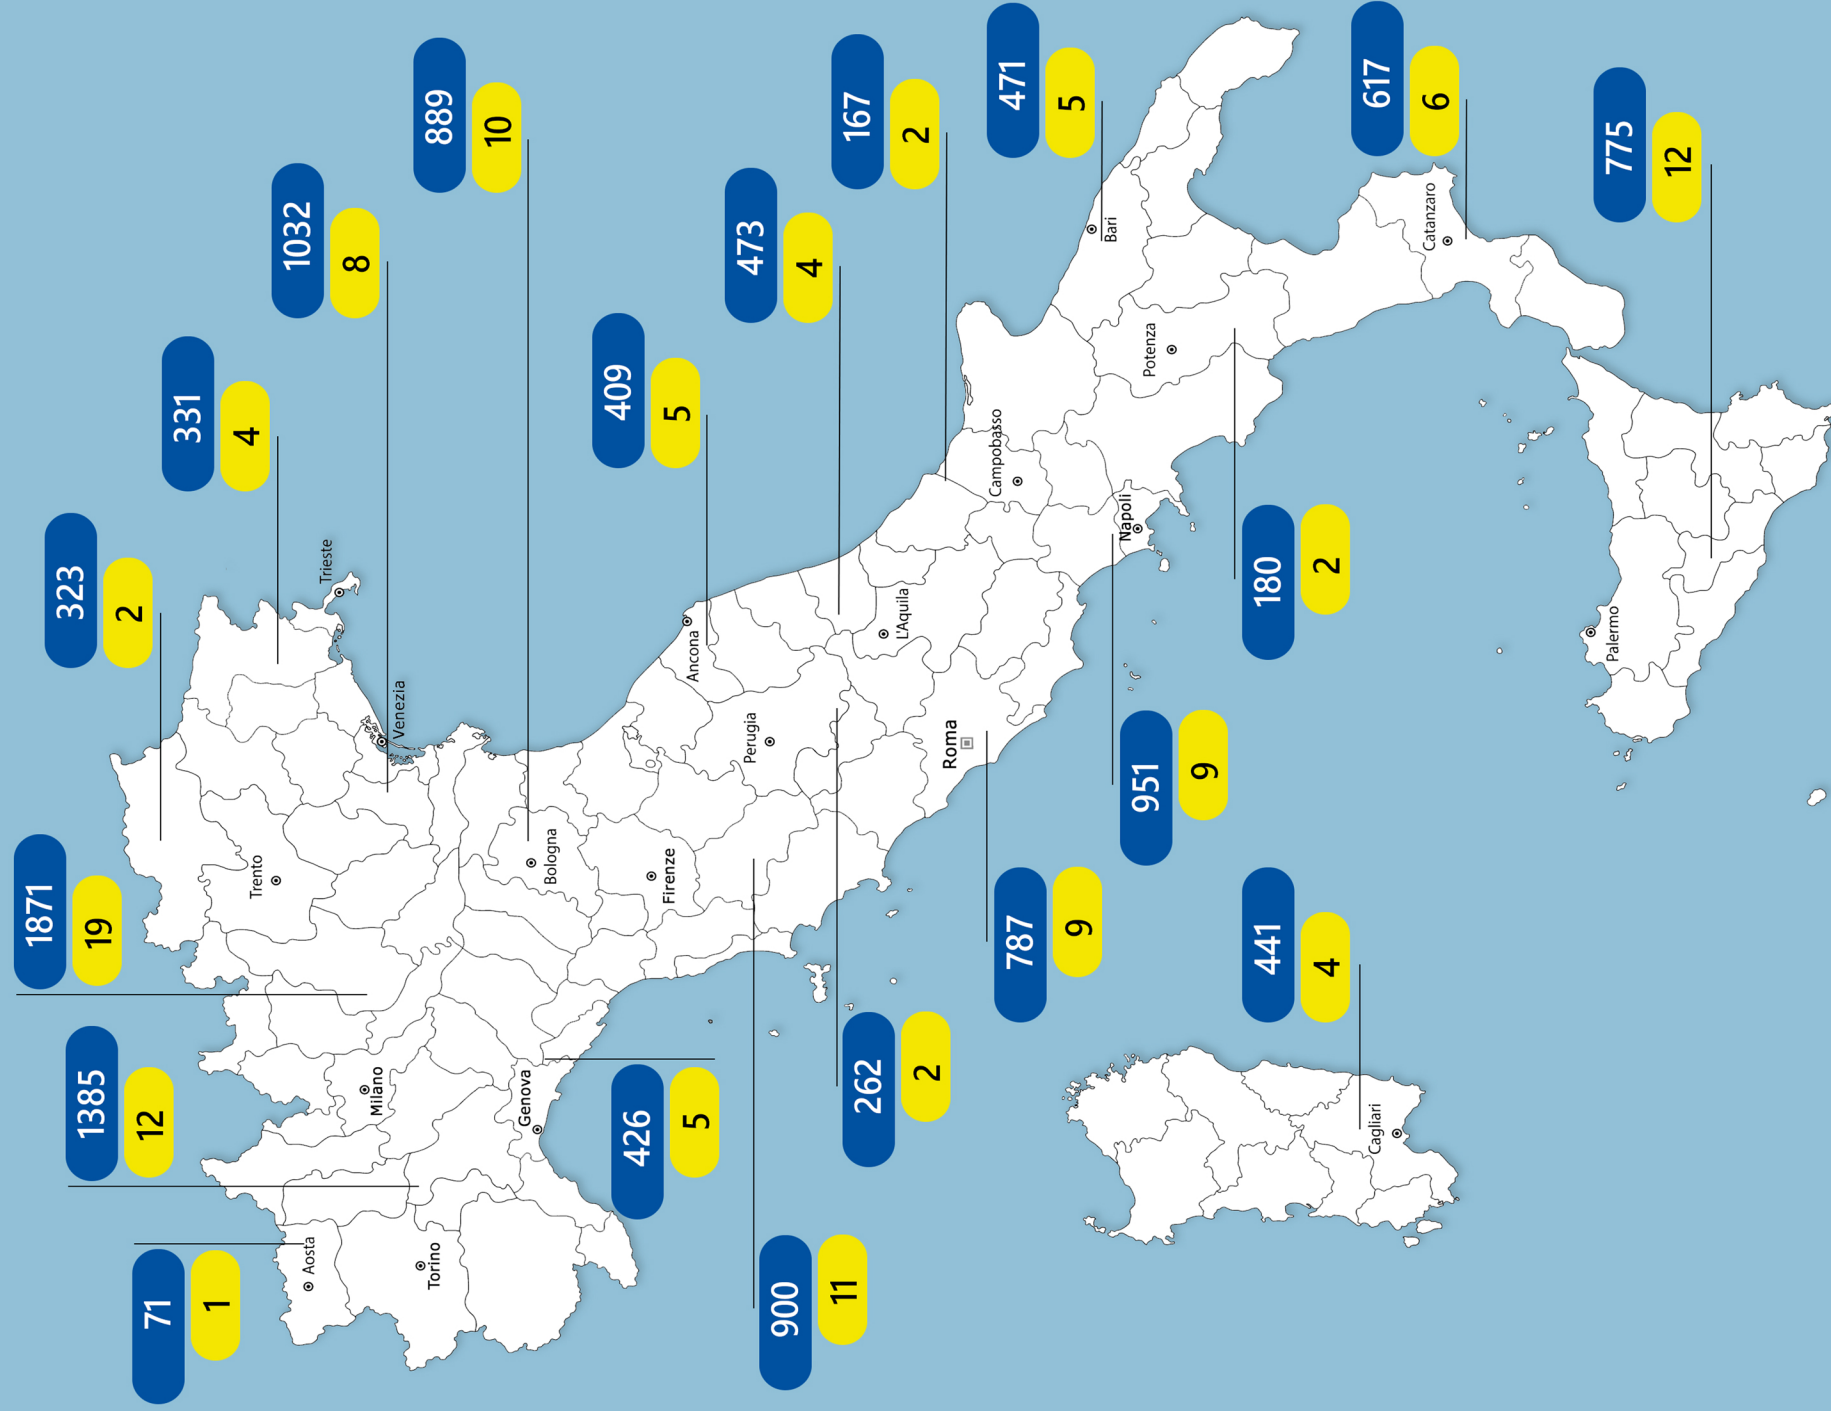 71
1
1385
12
1871
19
323
2
331
4
1032
8
889
10
409
5
473
4
167
2
471
5
617
6
775
12
426
5
900
11
262
2
787
9
951
9
180
2
441
4
Aosta
Torino
Milano
Genova
Trento
Venezia
Trieste
Bologna
Firenze
Ancona
Perugia
Roma
L'Aquila
Campobasso
Napoli
Bari
Potenza
Catanzaro
Palermo
Cagliari